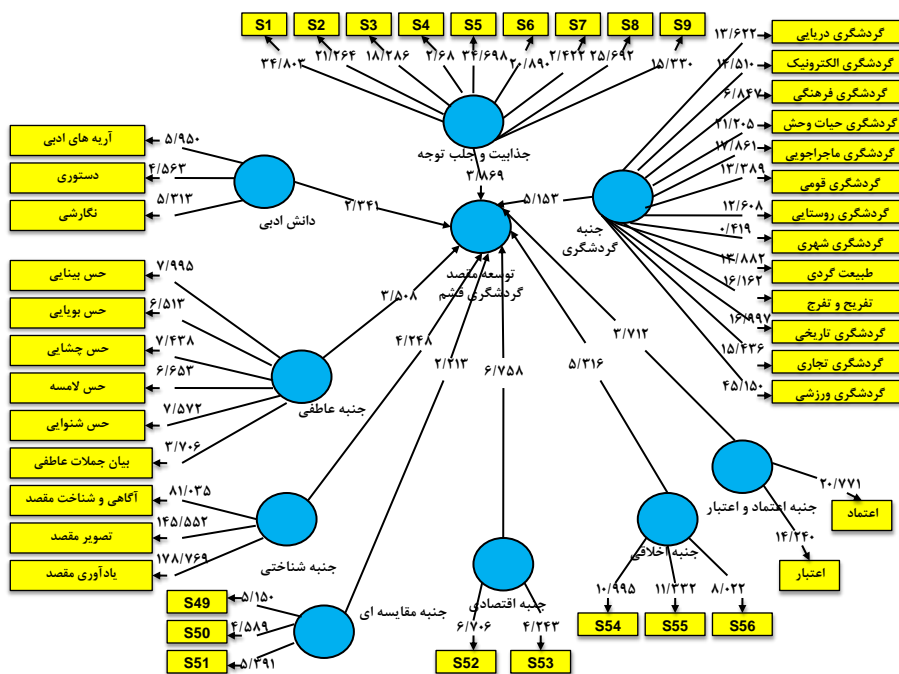 S1 S2 S3 S4 S5 S6 S7 S8 S9
۳۴/۸۰۳ ۲۱/۲۶۴ ۱۸/۲۸۶ ۲/۶۸ ۳۴/۶۹۸ ۲۰/۸۹۰ ۲/۴۲۲ ۲۵/۶۹۲ ۱۵/۳۳۰
جذابیت و جلب توجه
۳/۸۶۹
گردشگری دریایی ۱۳/۶۲۲
گردشگری الکترونیک ۱۴/۵۱۰
گردشگری فرهنگی ۶/۸۴۷
گردشگری حیات وحش ۲۱/۲۰۵
گردشگری ماجراجویی ۱۷/۸۶۱
گردشگری قومی ۱۳/۳۸۹
گردشگری روستایی ۱۲/۶۰۸
گردشگری شهری ۰/۴۱۹
طبیعت گردی ۱۴/۸۸۲
تفریح و تفرج ۱۶/۱۶۲
گردشگری تاریخی ۱۶/۹۹۷
گردشگری تجاری ۱۵/۴۳۶
گردشگری ورزشی ۴۵/۱۵۰
جنبه
گردشگری
۵/۱۵۳
توسعه مقصد
گردشگری قشم
آریه های ادبی ۵/۹۵۰
دستوری ۴/۵۶۳
نگارشی ۵/۳۱۳
دانش ادبی
۲/۳۴۱
حس بینایی ۷/۹۹۵
حس بویایی ۶/۵۱۳
حس چشایی ۷/۴۳۸
حس لامسه ۶/۶۵۳
حس شنوایی ۷/۵۷۲
بیان جملات عاطفی ۳/۷۰۶
جنبه عاطفی
۳/۵۰۸
آگاهی و شناخت مقصد ۸۱/۰۳۵
تصویر مقصد ۱۴۵/۵۵۲
یادآوری مقصد ۱۷۸/۷۶۹
جنبه شناختی
۴/۲۴۸
S49 ۵/۱۵۰
S50 ۴/۵۸۹
S51 ۵/۳۹۱
جنبه مقایسه ای
۲/۲۱۳
جنبه اقتصادی
۶/۷۵۸
۶/۷۰۶ ۴/۲۴۳
S52 S53
جنبه اخلاقی
۵/۳۱۶
۱۰/۹۹۵ ۱۱/۳۳۲ ۸/۰۲۲
S54 S55 S56
جنبه اعتماد و اعتبار
۳/۷۱۲
۲۰/۷۷۱
اعتماد
۱۴/۲۴۰
اعتبار